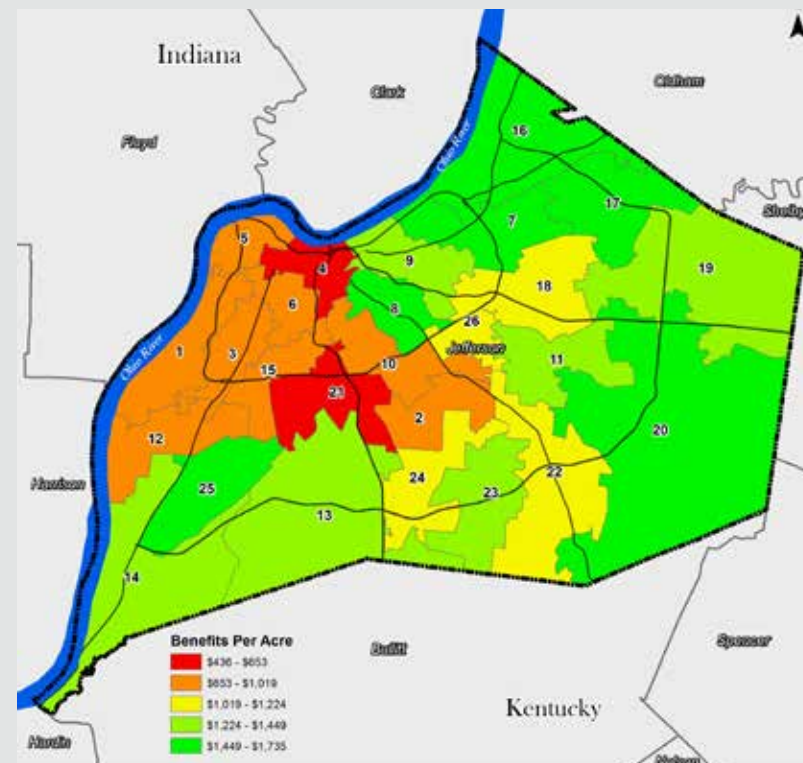 Indiana
Clark
Oldham
Floyd
Ohio River
16
Shelby
17
5
7
4
9
19
18
6
8
26
Jefferson
Ohio River
1
3
11
15
10
21
12
2
20
24
22
Harrison
25
23
13
14
Benefits Per Acre
$436 - $653
$653 - $1,019
$1,019 - $1,224
$1,224 - $1,449
$1,449 - $1,735
Bullitt
Spencer
Kentucky
Hardin
Nelson